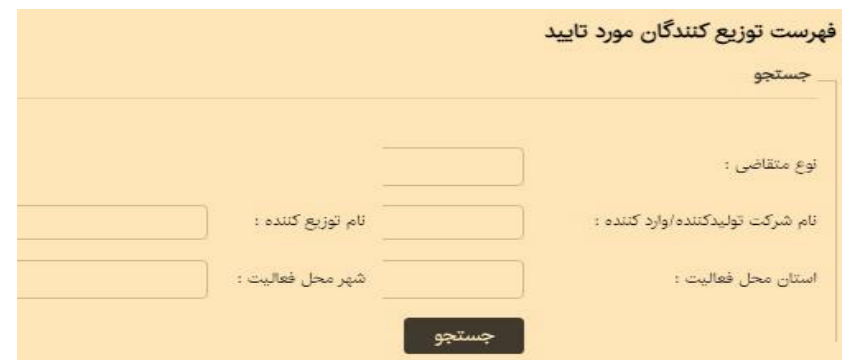 فهرست توزیع کنندگان مورد تایید
جستجو
نوع متقاضی :
نام شرکت تولیدکننده/وارد کننده :
نام توزیع کننده :
استان محل فعالیت :
شهر محل فعالیت :
جستجو